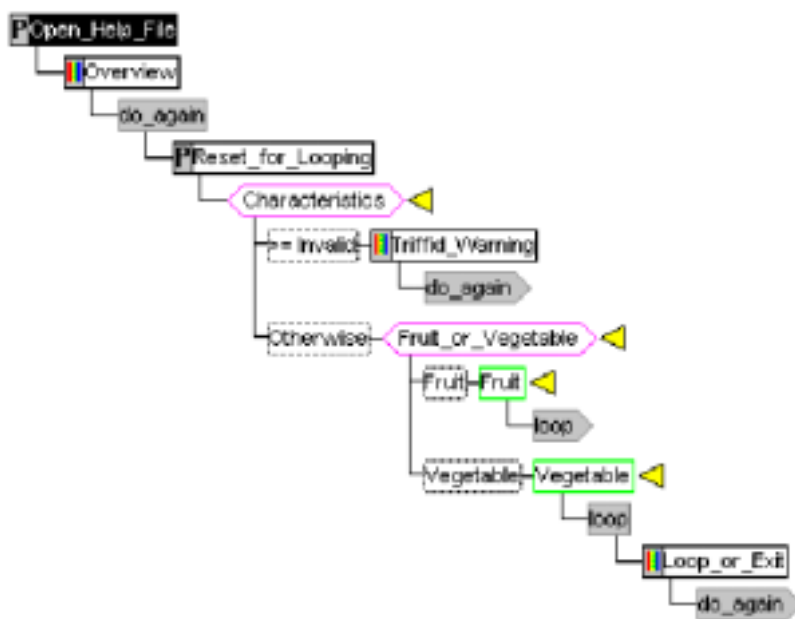 P Open_Help_File
Overview
do_again
P Reset_for_Looping
Characteristics
== Invalid Triffid_Warning
do_again
Otherwise Fruit_or_Vegetable
Fruit Fruit
loop
Vegetable Vegetable
loop
Loop_or_Exit
do_again